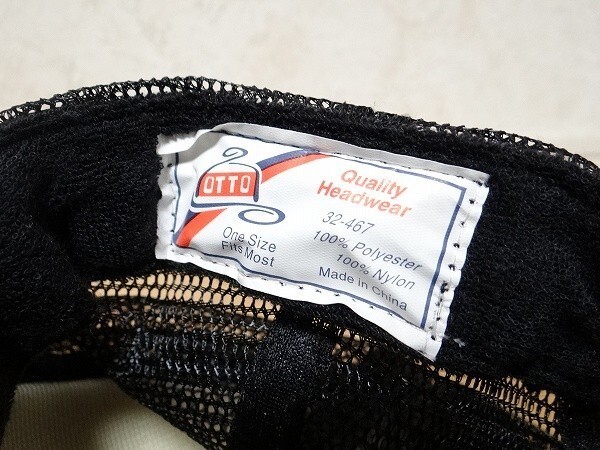 OTTO
One Size
Fits Most
Quality
Headwear
32-467
100% Polyester
100% Nylon
Made in China